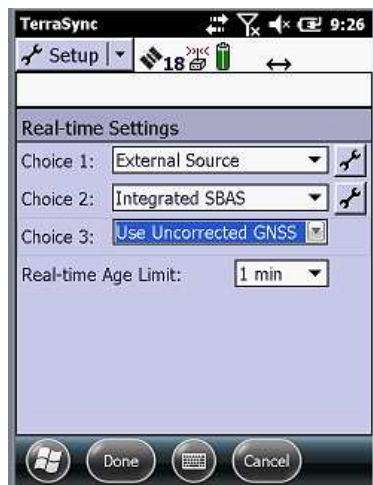 TerraSync 9:26
Setup 18
Real-time Settings
Choice 1: External Source
Choice 2: Integrated SBAS
Choice 3: Use Uncorrected GNSS
Real-time Age Limit: 1 min
Done Cancel